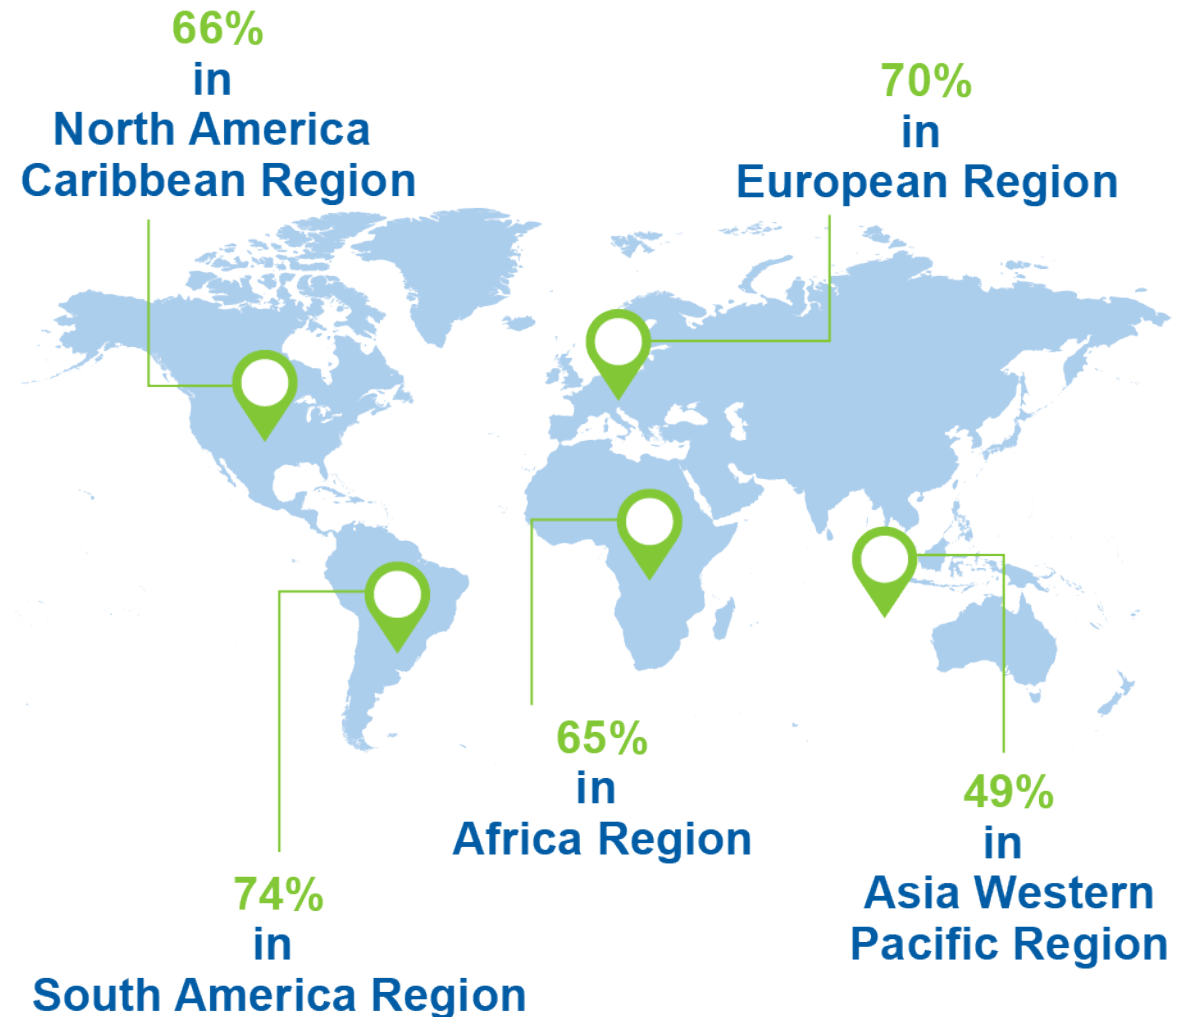 66%
in
North America
Caribbean Region
70%
in
European Region
65%
in
Africa Region
49%
in
Asia Western
Pacific Region
74%
in
South America Region